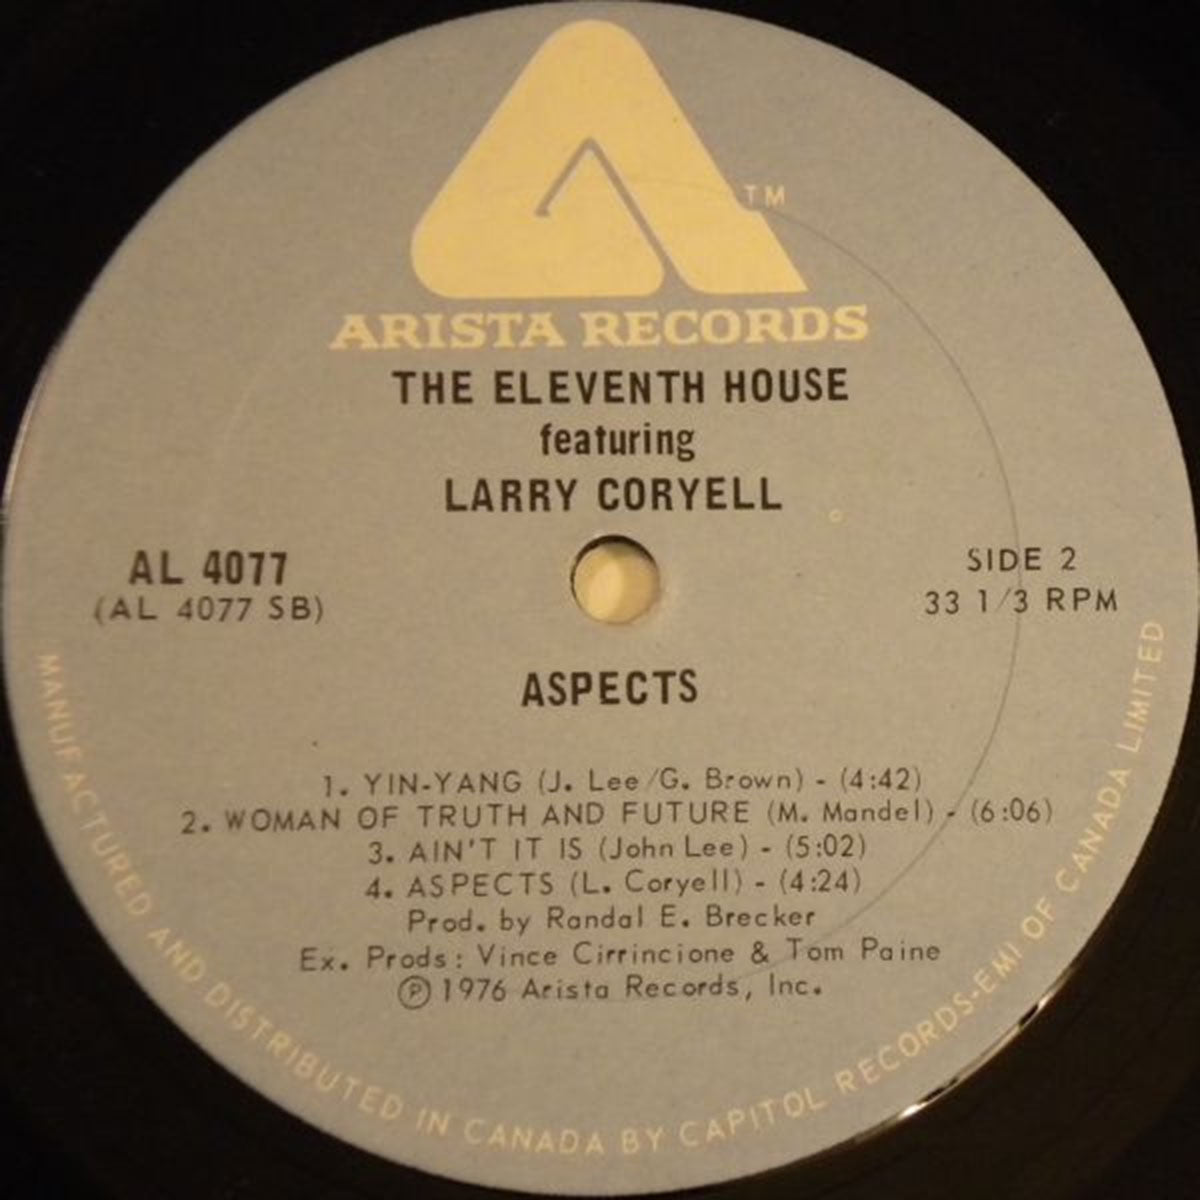 TM
ARISTA RECORDS
THE ELEVENTH HOUSE
featuring
LARRY CORYELL
AL 4077
(AL 4077 SB)
SIDE 2
33 1/3 RPM
ASPECTS
1. YIN-YANG (J. Lee/G. Brown) - (4:42)
2. WOMAN OF TRUTH AND FUTURE (M. Mandel) - (6:06)
3. AIN'T IT IS (John Lee) - (5:02)
4. ASPECTS (L. Coryell) - (4:24)
Prod. by Randal E. Brecker
Ex. Prods: Vince Cirrincione & Tom Paine
℗ 1976 Arista Records, Inc.
MANUFACTURED AND DISTRIBUTED IN CANADA BY CAPITOL RECORDS-EMI OF CANADA LIMITED